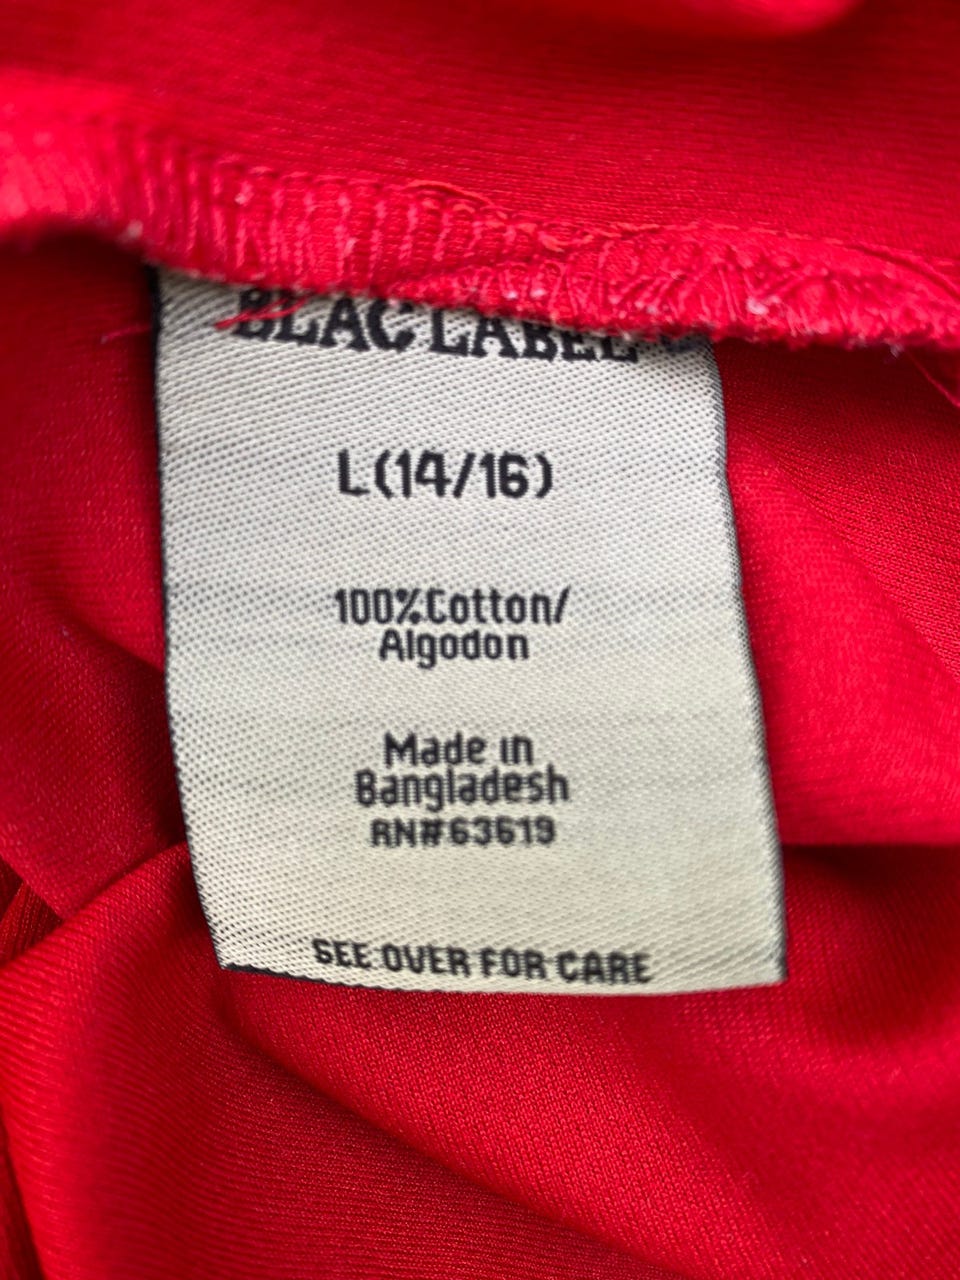 BLAC LABEL
L(14/16)
100%Cotton/
Algodon
Made in
Bangladesh
RN#63619
SEE OVER FOR CARE